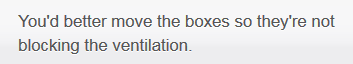 You'd better move the boxes so they're not
blocking the ventilation.